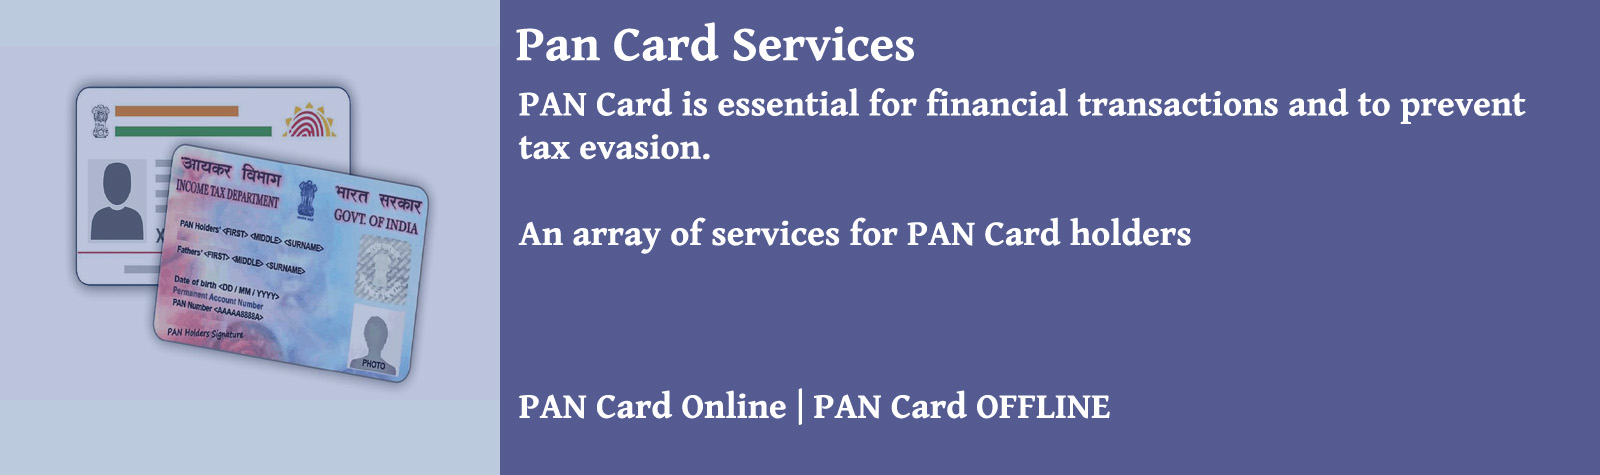 Pan Card Services
PAN Card is essential for financial transactions and to prevent
tax evasion.
An array of services for PAN Card holders
PAN Card Online | PAN Card OFFLINE
आयकर विभाग
INCOME TAX DEPARTMENT
भारत सरकार
GOVT. OF INDIA
PAN Holders' <FIRST> <MIDDLE> <SURNAME>
Fathers' <FIRST> <MIDDLE> <SURNAME>
Date of birth <DD / MM / YYYY>
Permanent Account Number
PAN Number <AAAAA8888A>
PAN Holders Signature
PHOTO
X